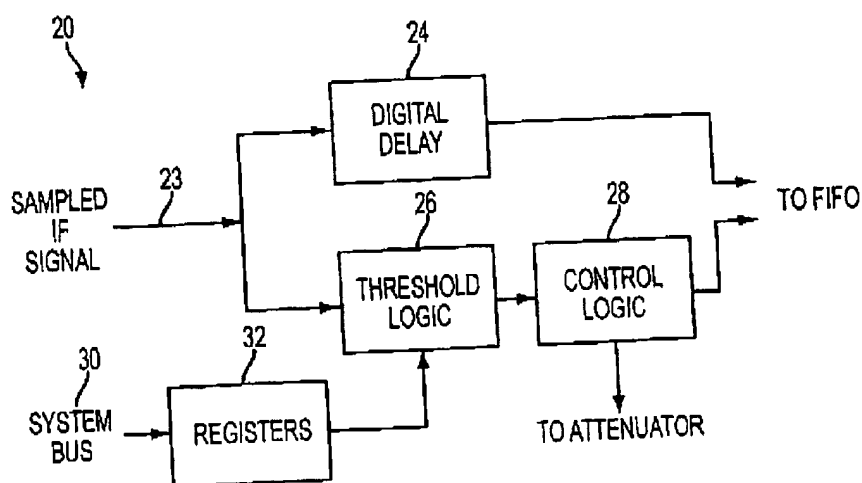 20
24
DIGITAL
DELAY
23
SAMPLED
IF
SIGNAL
TO FIFO
26
THRESHOLD
LOGIC
28
CONTROL
LOGIC
30
SYSTEM
BUS
32
REGISTERS
TO ATTENUATOR